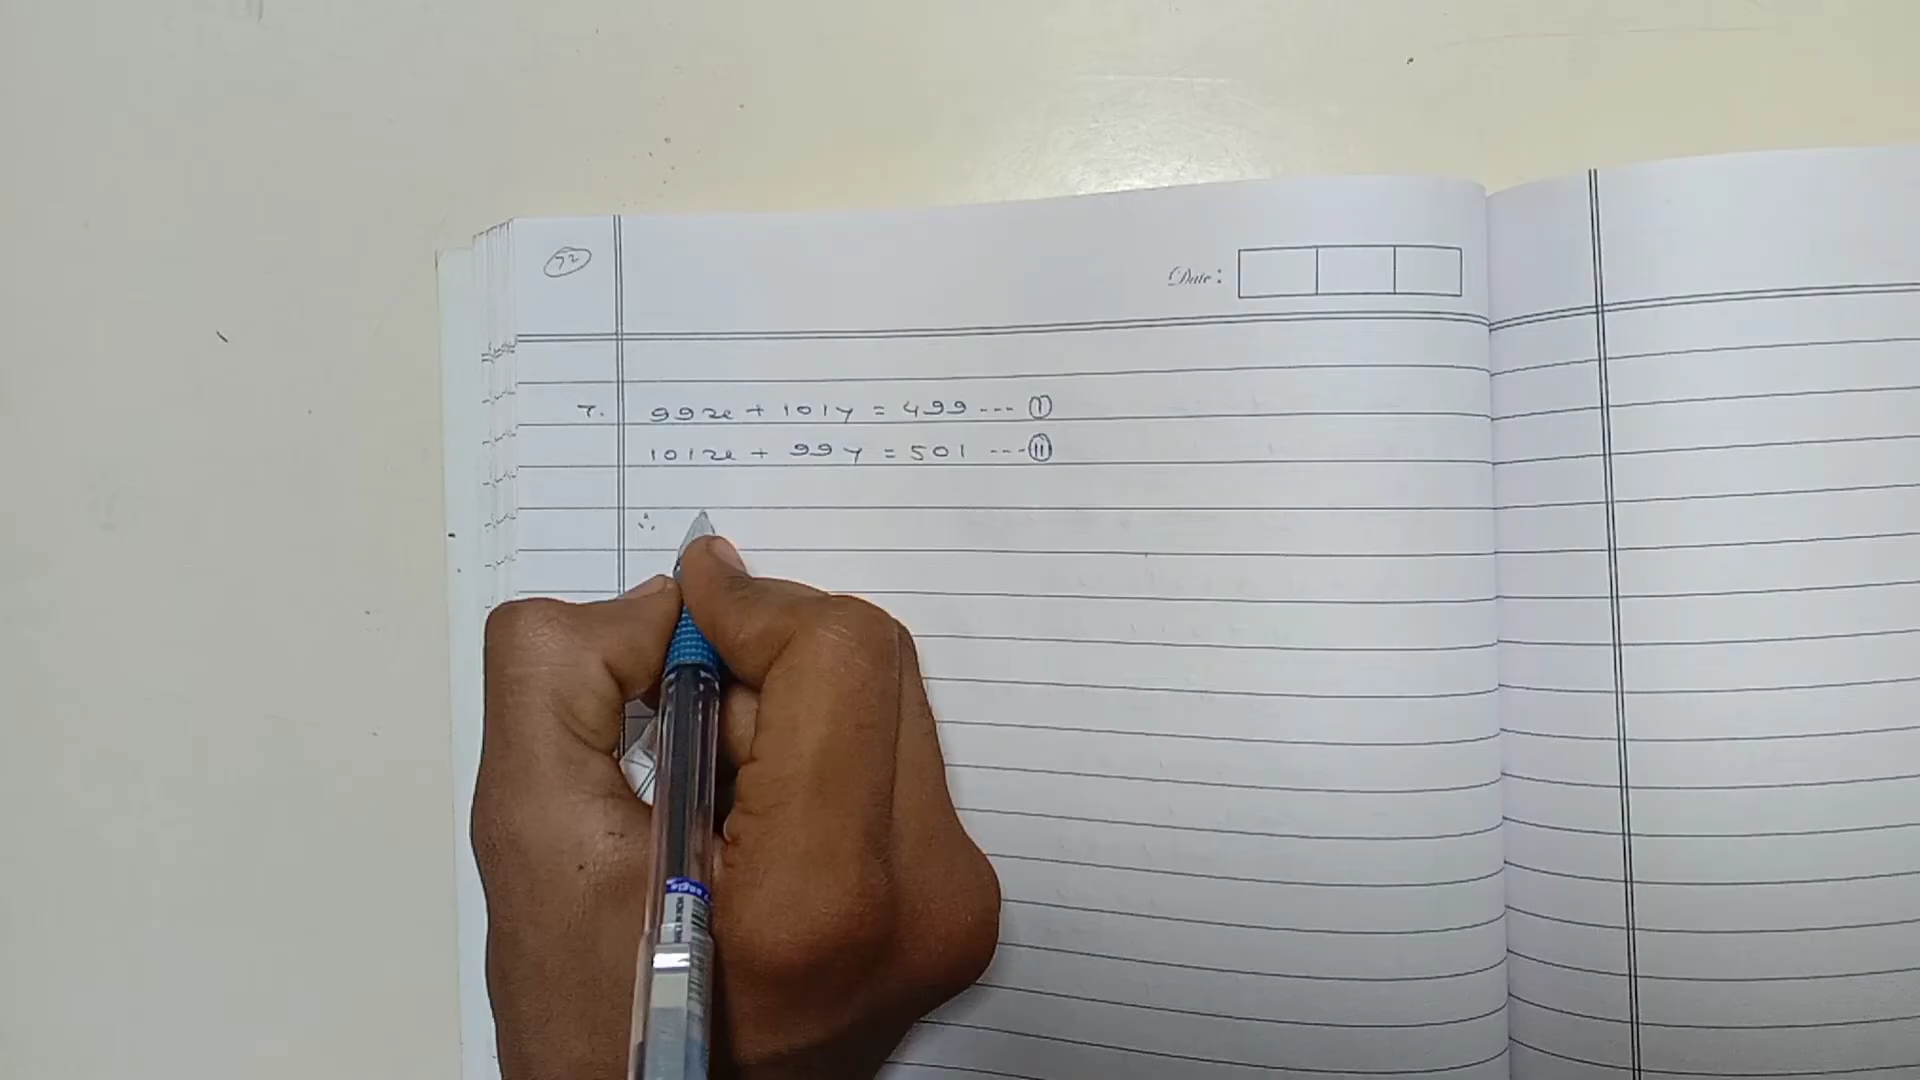 72
Date:
7. 99x + 101y = 499 --- I
101x + 99y = 501 --- II
∴